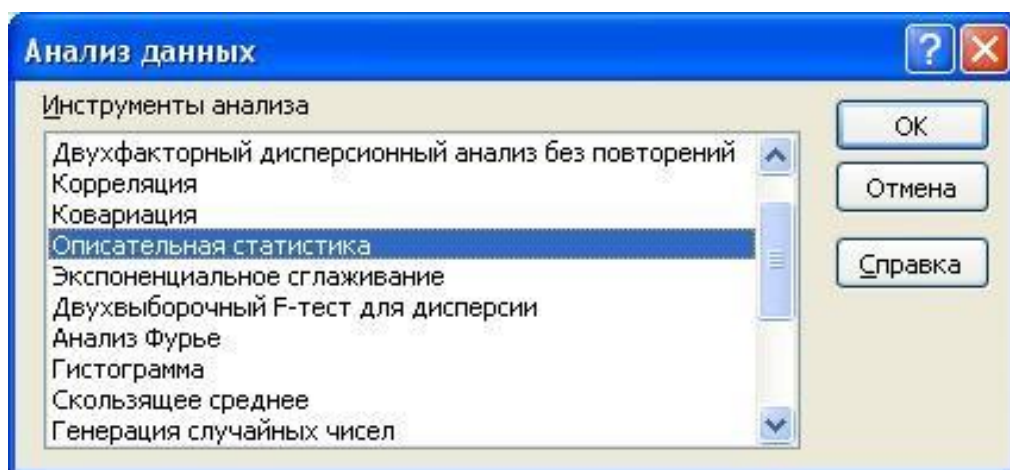 Анализ данных
Инструменты анализа
Двухфакторный дисперсионный анализ без повторений
Корреляция
Ковариация
Описательная статистика
Экспоненциальное сглаживание
Двухвыборочный F-тест для дисперсии
Анализ Фурье
Гистограмма
Скользящее среднее
Генерация случайных чисел
ОК
Отмена
Справка